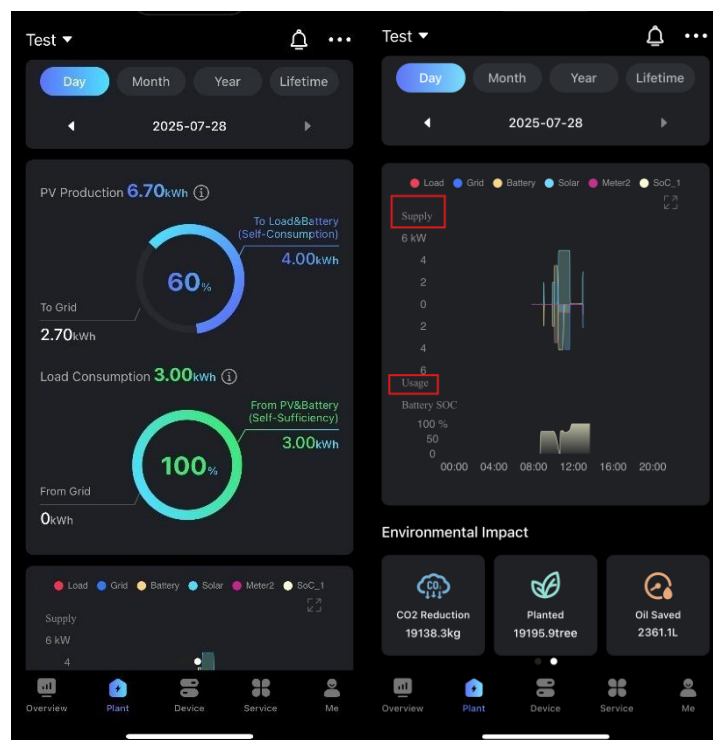 Test
Day Month Year Lifetime
2025-07-28
PV Production 6.70kWh
To Load&Battery
(Self-Consumption)
4.00kWh
60%
To Grid
2.70kWh
Load Consumption 3.00kWh
From PV&Battery
(Self-Sufficiency)
3.00kWh
100%
From Grid
0kWh
Load Grid Battery Solar Meter2 SoC_1
Supply
6 kW
4
Overview Plant Device Service Me
Test
Day Month Year Lifetime
2025-07-28
Load Grid Battery Solar Meter2 SoC_1
Supply
6 kW
4
2
0
2
4
6
Usage
Battery SOC
100 %
50
0
00:00 04:00 08:00 12:00 16:00 20:00
Environmental Impact
CO2
CO2 Reduction
19138.3kg
Planted
19195.9tree
Oil Saved
2361.1L
Overview Plant Device Service Me